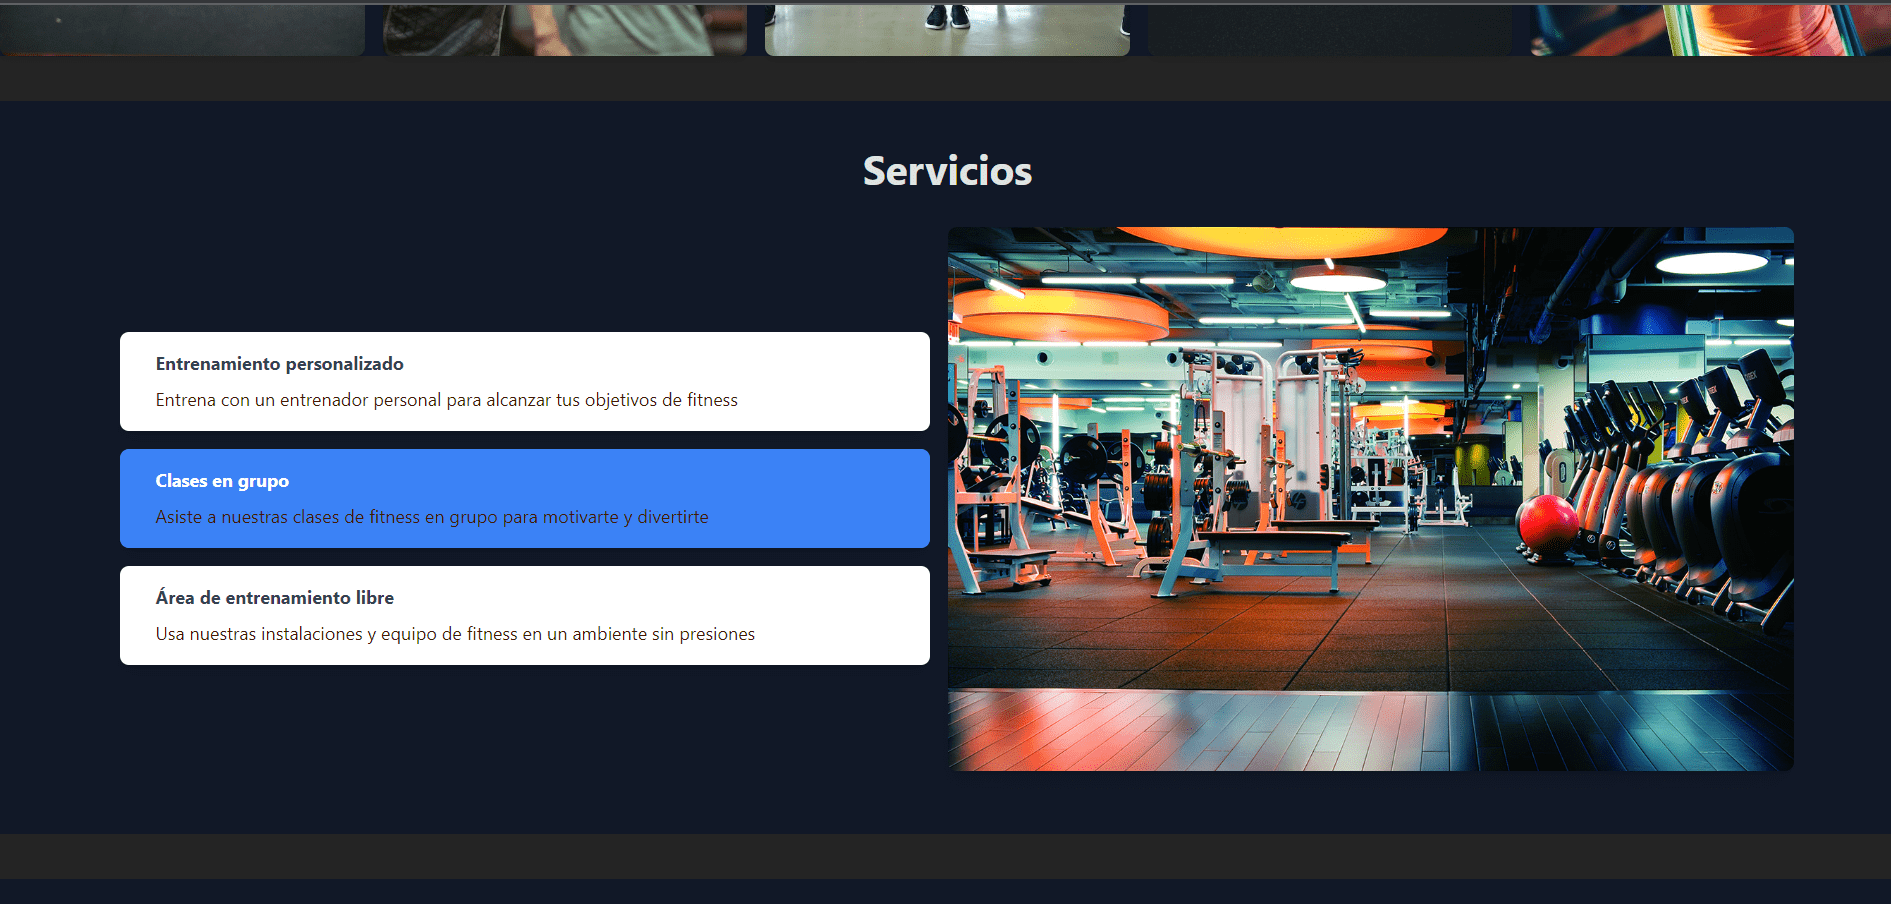 Servicios
Entrenamiento personalizado
Entrena con un entrenador personal para alcanzar tus objetivos de fitness
Clases en grupo
Asiste a nuestras clases de fitness en grupo para motivarte y divertirte
Área de entrenamiento libre
Usa nuestras instalaciones y equipo de fitness en un ambiente sin presiones